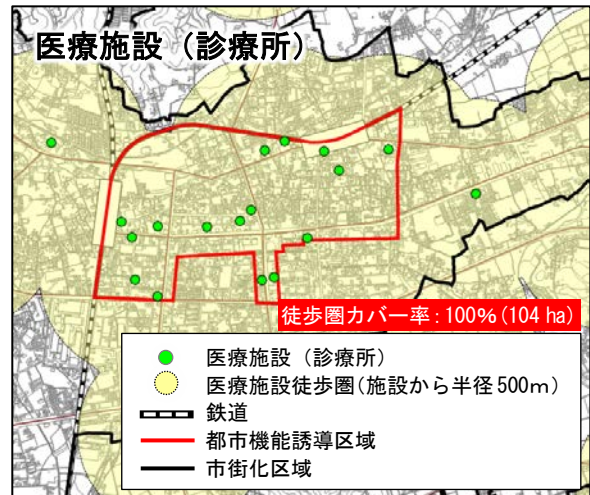 医療施設（診療所）
徒歩圏カバー率：100%（104 ha）
医療施設（診療所）
医療施設徒歩圏（施設から半径500ｍ）
鉄道
都市機能誘導区域
市街化区域